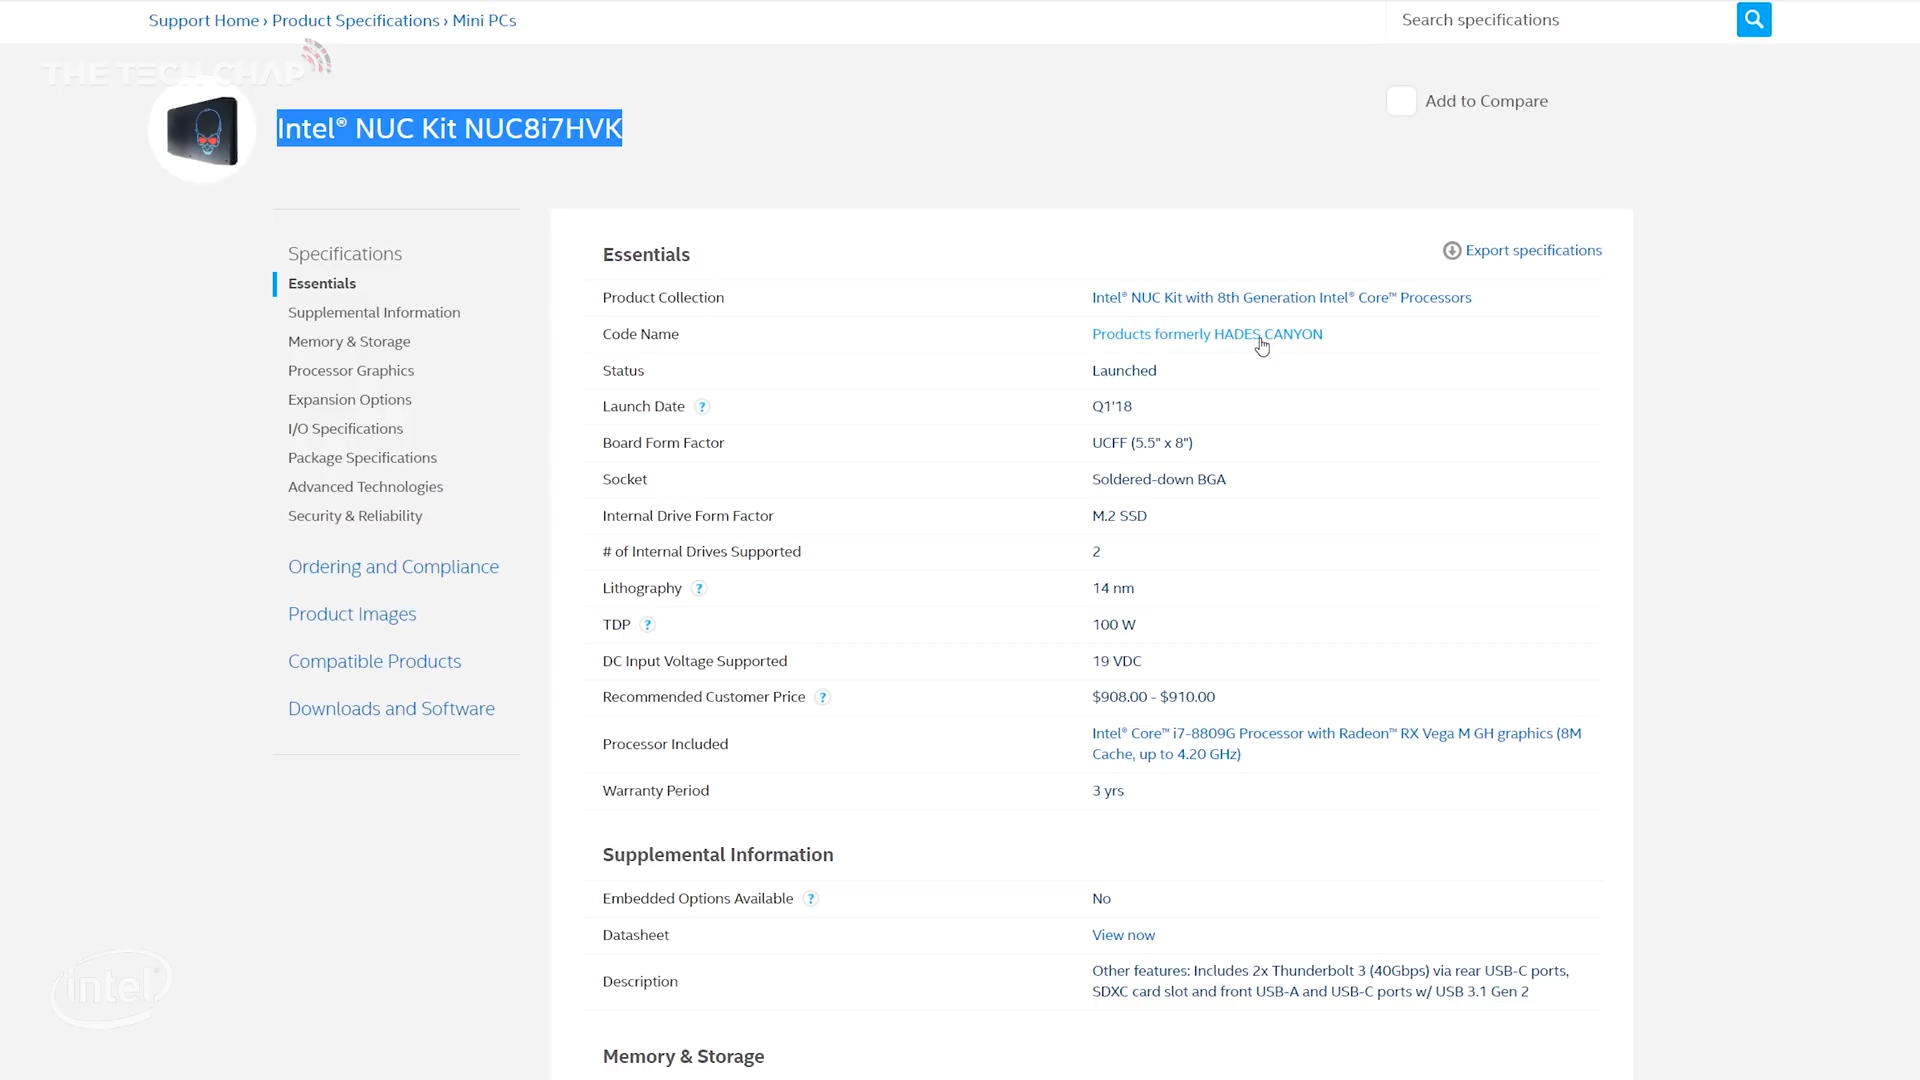 Support Home › Product Specifications › Mini PCs
Search specifications
THE TECH CHAP
Intel® NUC Kit NUC8i7HVK
Add to Compare
Specifications
Essentials
Supplemental Information
Memory & Storage
Processor Graphics
Expansion Options
I/O Specifications
Package Specifications
Advanced Technologies
Security & Reliability
Ordering and Compliance
Product Images
Compatible Products
Downloads and Software
Essentials
Export specifications
Product Collection
Intel® NUC Kit with 8th Generation Intel® Core™ Processors
Code Name
Products formerly HADES CANYON
Status
Launched
Launch Date ?
Q1'18
Board Form Factor
UCFF (5.5" x 8")
Socket
Soldered-down BGA
Internal Drive Form Factor
M.2 SSD
# of Internal Drives Supported
2
Lithography ?
14 nm
TDP ?
100 W
DC Input Voltage Supported
19 VDC
Recommended Customer Price ?
$908.00 - $910.00
Processor Included
Intel® Core™ i7-8809G Processor with Radeon™ RX Vega M GH graphics (8M
Cache, up to 4.20 GHz)
Warranty Period
3 yrs
Supplemental Information
Embedded Options Available ?
No
Datasheet
View now
Description
Other features: Includes 2x Thunderbolt 3 (40Gbps) via rear USB-C ports,
SDXC card slot and front USB-A and USB-C ports w/ USB 3.1 Gen 2
Memory & Storage
intel®